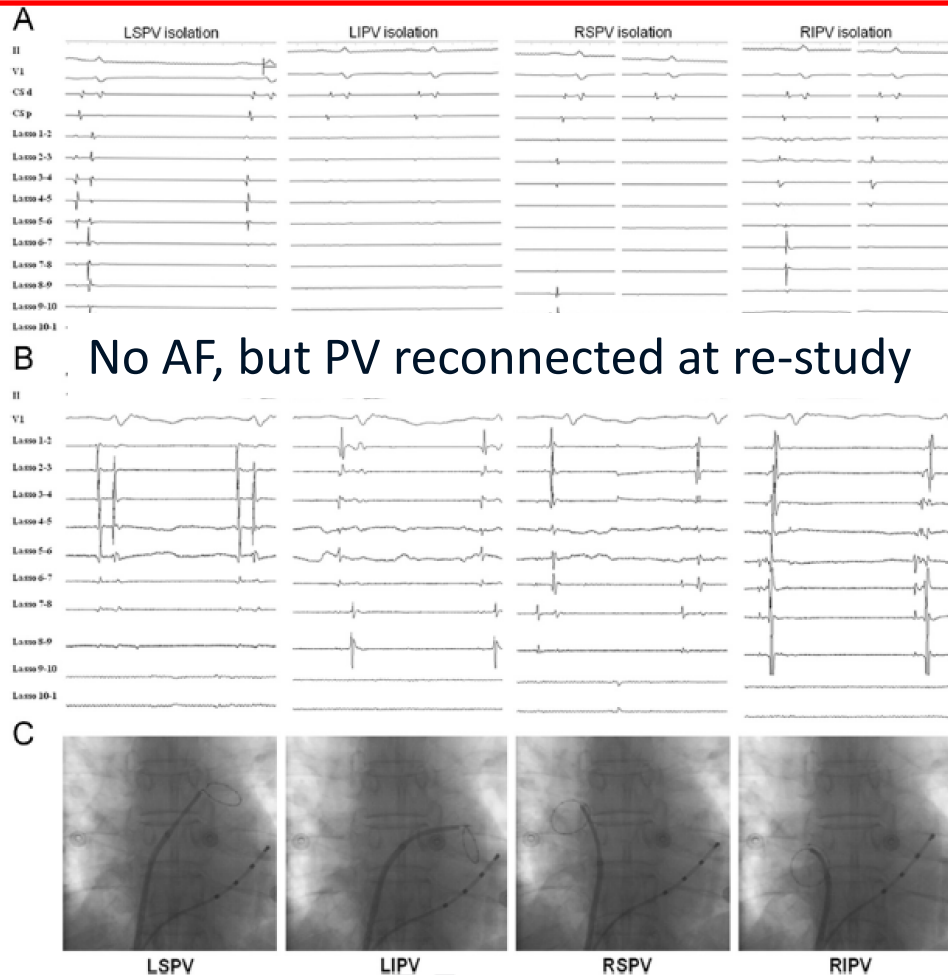 A
LSPV isolation
LIPV isolation
RSPV isolation
RIPV isolation
II
V1
CS d
CS p
Lasso 1-2
Lasso 2-3
Lasso 3-4
Lasso 4-5
Lasso 5-6
Lasso 6-7
Lasso 7-8
Lasso 8-9
Lasso 9-10
Lasso 10-1
B
No AF, but PV reconnected at re-study
II
V1
Lasso 1-2
Lasso 2-3
Lasso 3-4
Lasso 4-5
Lasso 5-6
Lasso 6-7
Lasso 7-8
Lasso 8-9
Lasso 9-10
Lasso 10-1
C
LSPV
LIPV
RSPV
RIPV